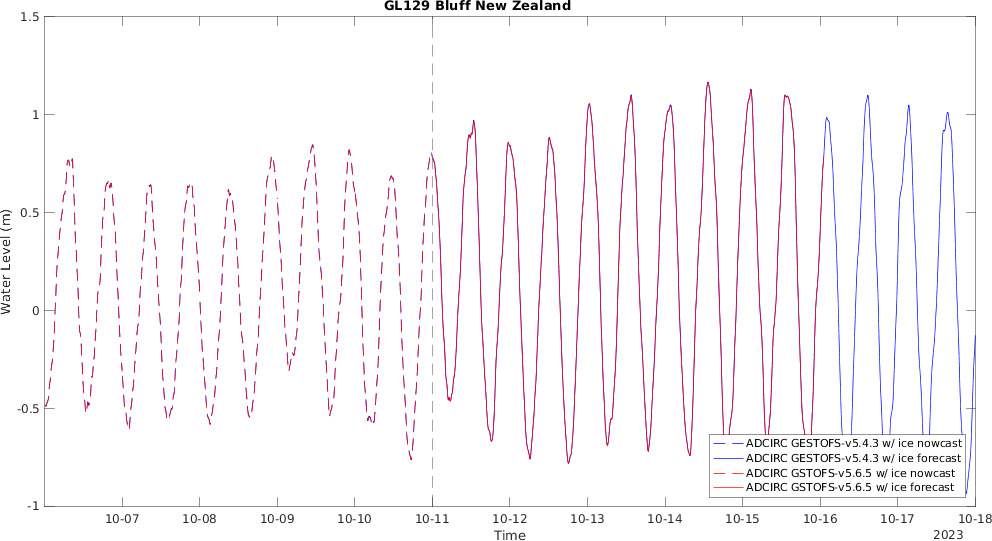 GL129 Bluff New Zealand
1.5
1
0.5
0
-0.5
-1
Water Level (m)
ADCIRC GESTOFS-v5.4.3 w/ ice nowcast
ADCIRC GESTOFS-v5.4.3 w/ ice forecast
ADCIRC GSTOFS-v5.6.5 w/ ice nowcast
ADCIRC GSTOFS-v5.6.5 w/ ice forecast
10-07 10-08 10-09 10-10 10-11 10-12 10-13 10-14 10-15 10-16 10-17 10-18
Time
2023